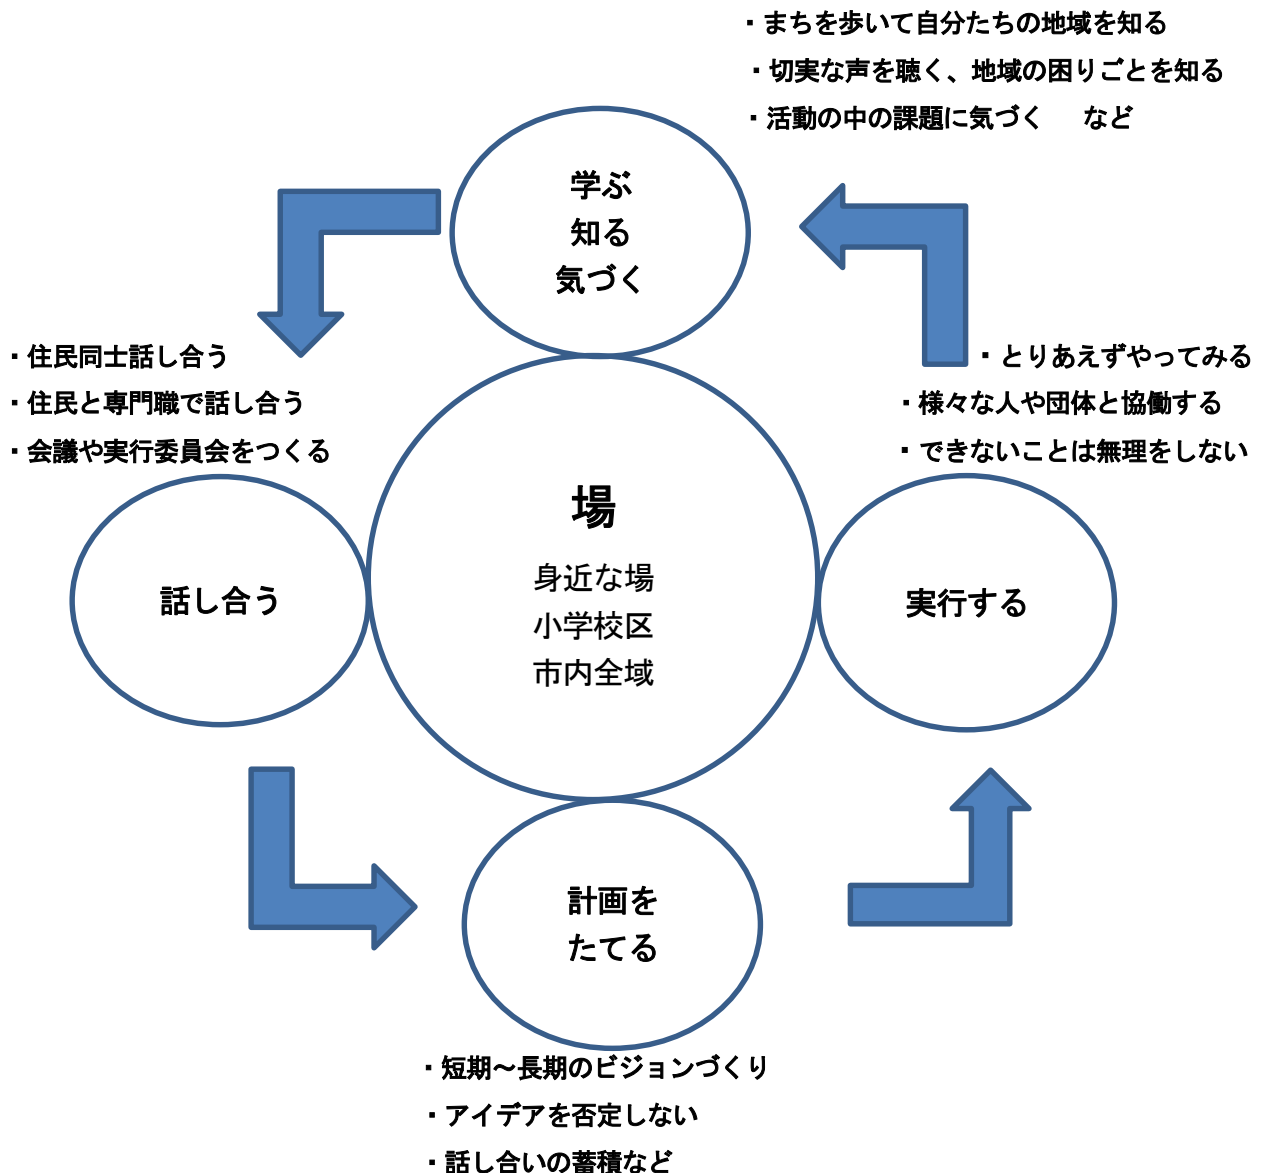 ・まちを歩いて自分たちの地域を知る
・切実な声を聴く、地域の困りごとを知る
・活動の中の課題に気づく　など
学ぶ
知る
気づく
・住民同士話し合う
・住民と専門職で話し合う
・会議や実行委員会をつくる
・とりあえずやってみる
・様々な人や団体と協働する
・できないことは無理をしない
場
身近な場
小学校区
市内全域
話し合う
実行する
計画を
たてる
・短期～長期のビジョンづくり
・アイデアを否定しない
・話し合いの蓄積など